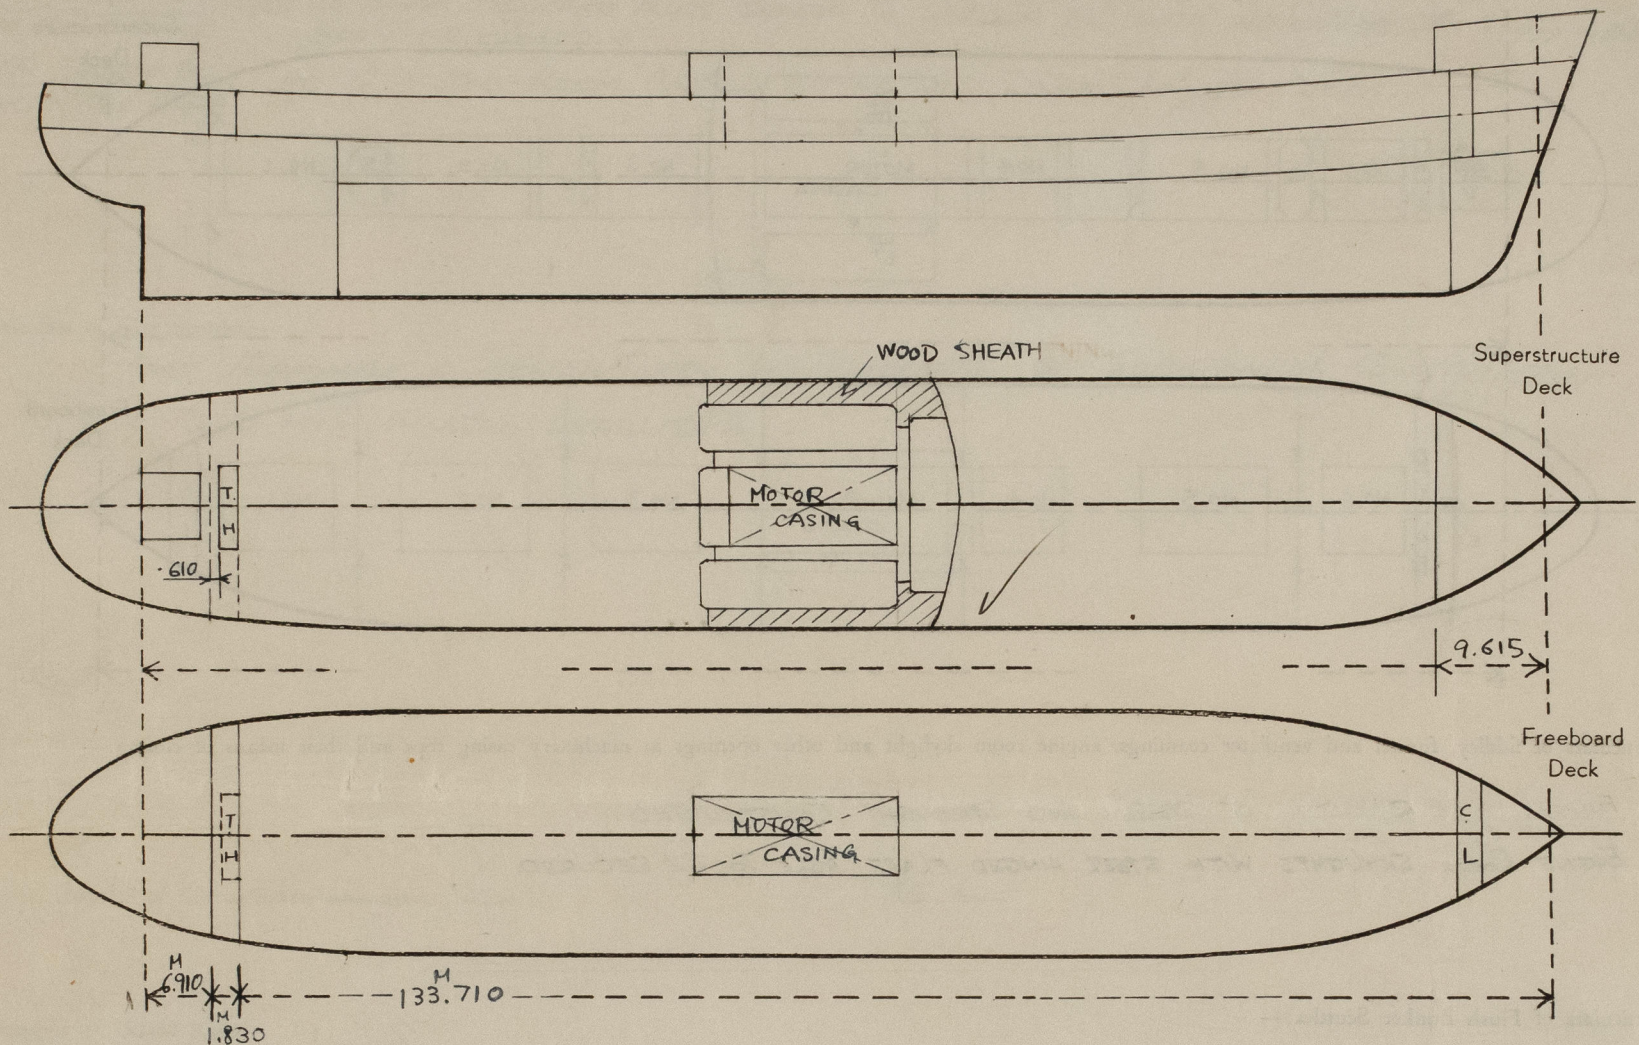 WOOD SHEATH
Superstructure
Deck
T.
H
MOTOR
CASING
.610
9.615
Freeboard
Deck
T
H
MOTOR
CASING
C.
L
M
6.910
M
133.710
M
1.830